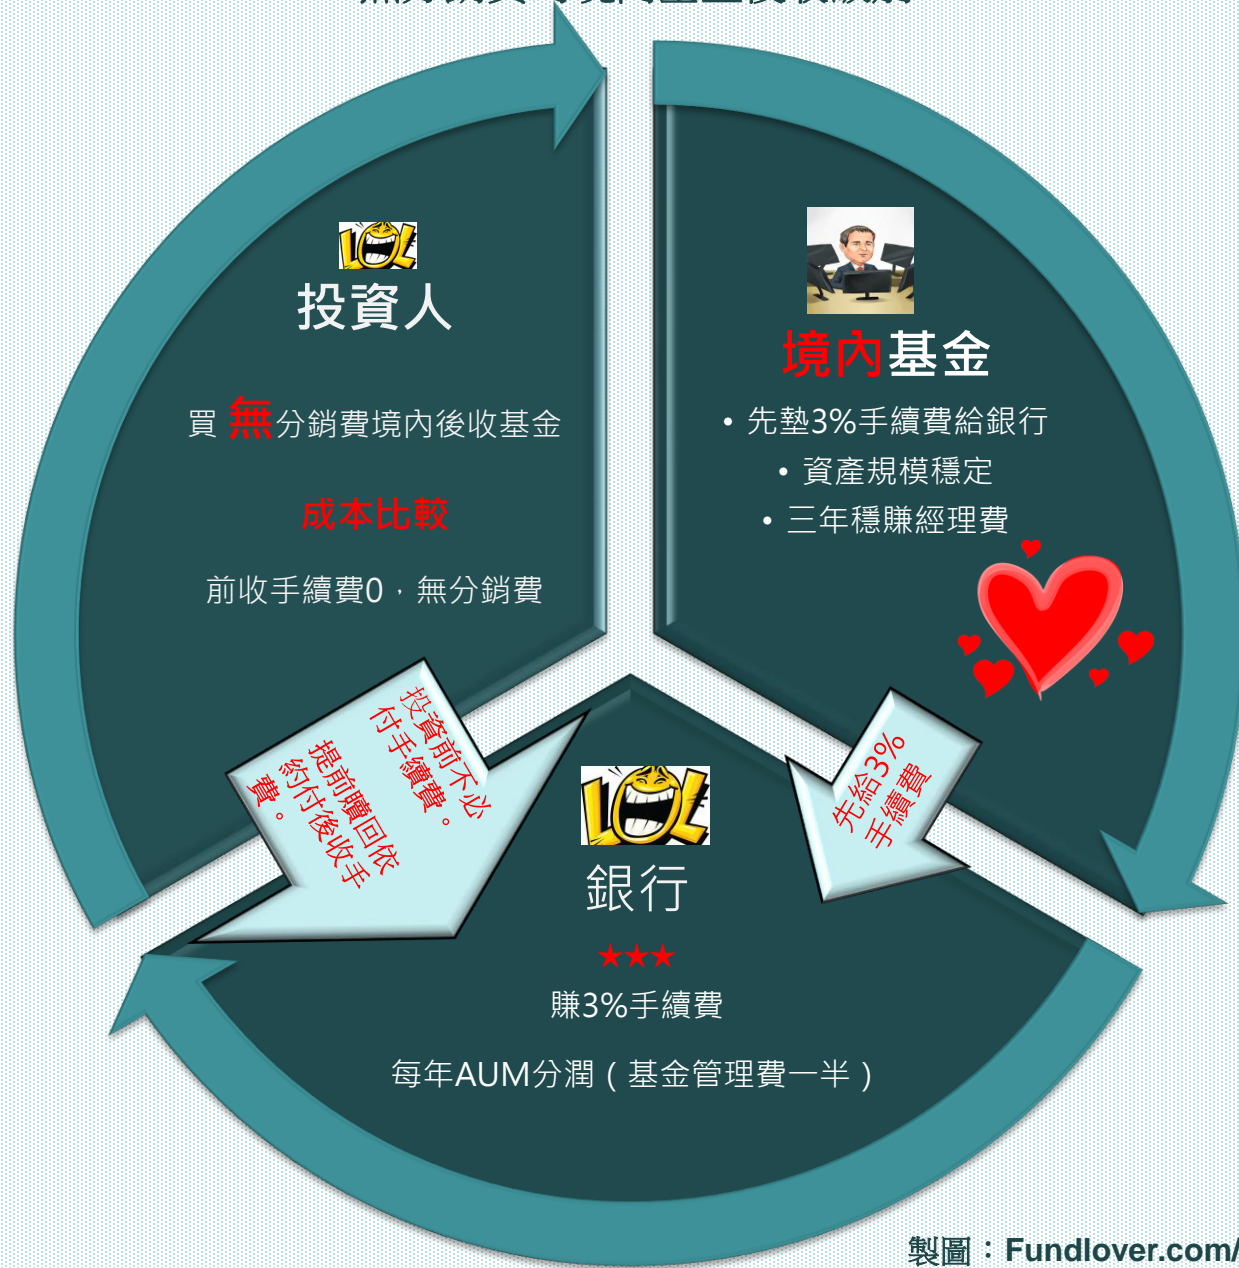 LOL
投資人
買 無分銷費境內後收基金
成本比較
前收手續費0，無分銷費
境內基金
• 先墊3%手續費給銀行
• 資產規模穩定
• 三年穩賺經理費
投資前不必
付手續費。
提前贖回依
約付後收手
費。
先給3%
手續費
LOL
銀行
★★★
賺3%手續費
每年AUM分潤（基金管理費一半）
製圖：Fundlover.com/